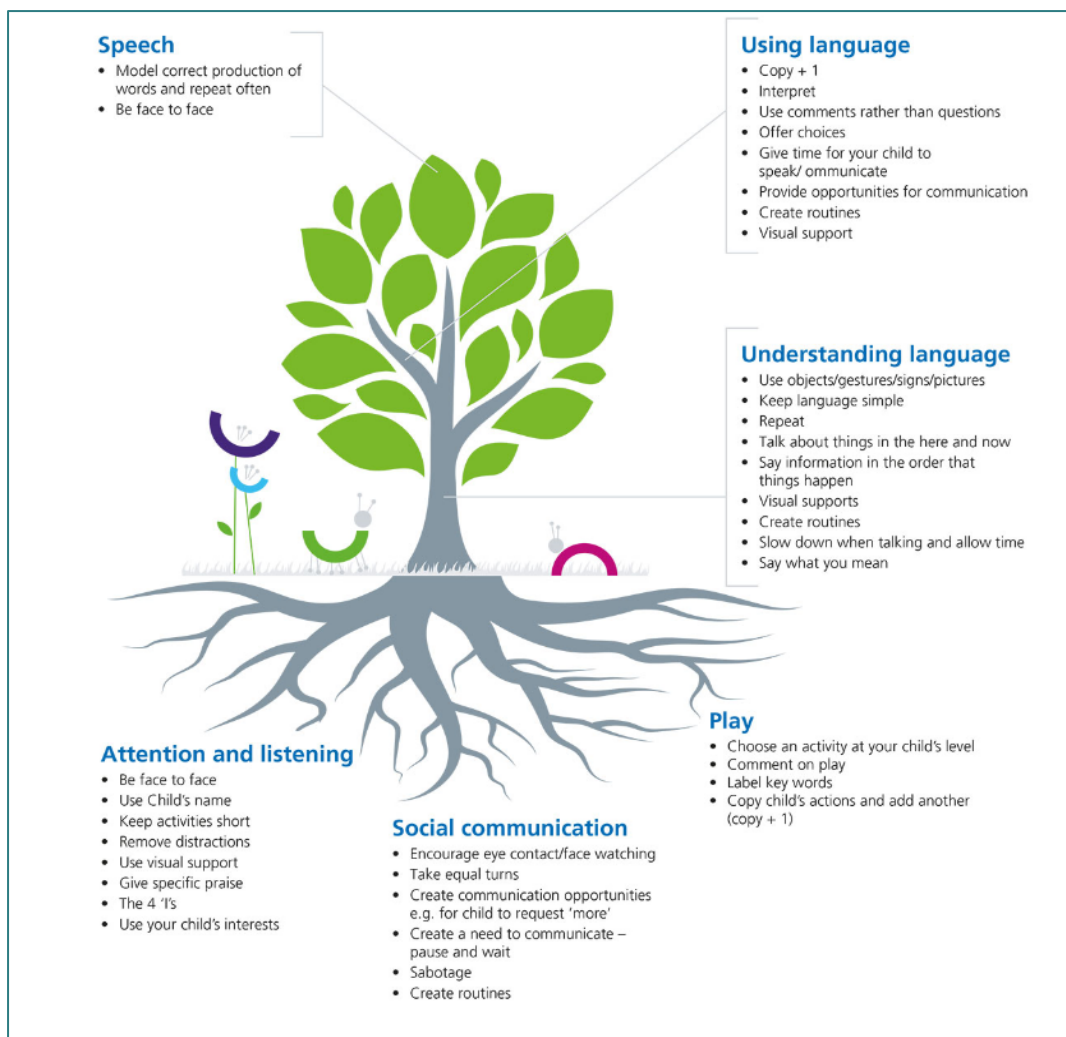 Speech
• Model correct production of
words and repeat often
• Be face to face
Using language
• Copy + 1
• Interpret
• Use comments rather than questions
• Offer choices
• Give time for your child to
speak/ ommunicate
• Provide opportunities for communication
• Create routines
• Visual support
Understanding language
• Use objects/gestures/signs/pictures
• Keep language simple
• Repeat
• Talk about things in the here and now
• Say information in the order that
things happen
• Visual supports
• Create routines
• Slow down when talking and allow time
• Say what you mean
Attention and listening
• Be face to face
• Use Child's name
• Keep activities short
• Remove distractions
• Use visual support
• Give specific praise
• The 4 'I's
• Use your child's interests
Social communication
• Encourage eye contact/face watching
• Take equal turns
• Create communication opportunities
e.g. for child to request 'more'
• Create a need to communicate –
pause and wait
• Sabotage
• Create routines
Play
• Choose an activity at your child's level
• Comment on play
• Label key words
• Copy child's actions and add another
(copy + 1)